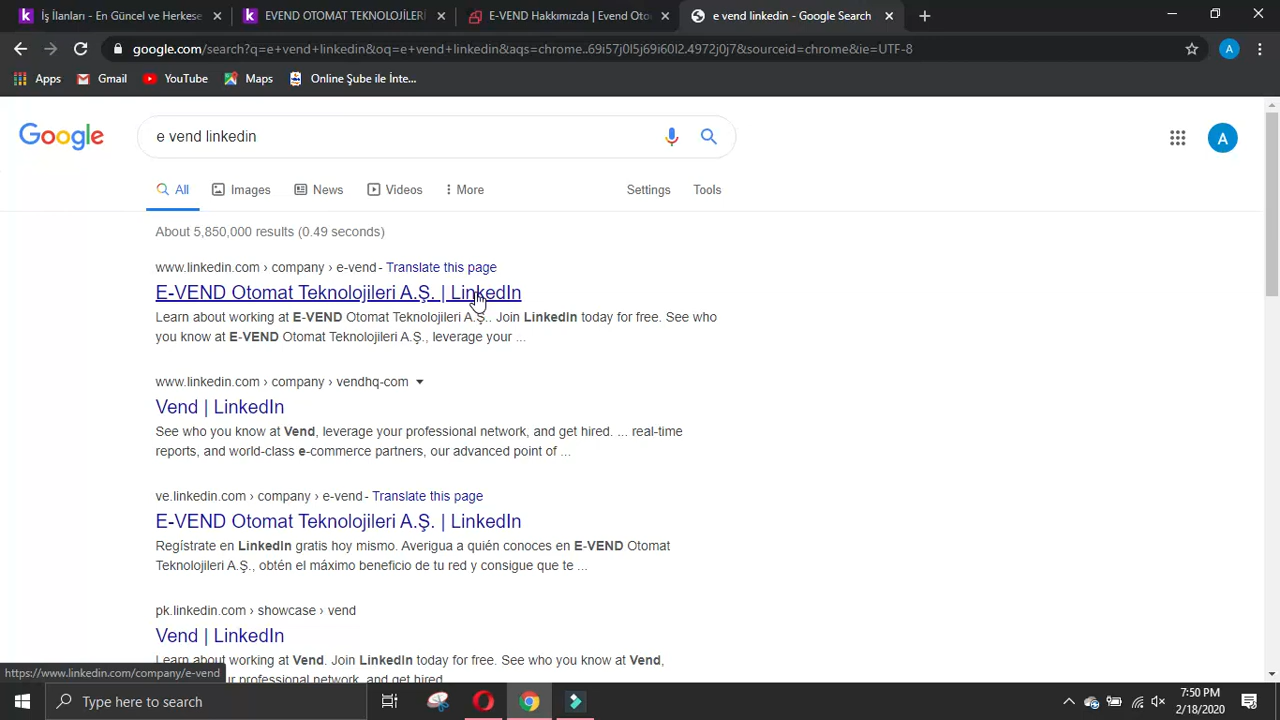 İş İlanları - En Güncel ve Herkese
EVEND OTOMAT TEKNOLOJİLERİ
E-VEND Hakkımızda | Evend Oto
e vend linkedin - Google Search
google.com/search?q=e+vend+linkedin&oq=e+vend+linkedin&aqs=chrome..69i57j0l5j69i60l2.4972j0j7&sourceid=chrome&ie=UTF-8
A
Apps
Gmail
YouTube
Maps
Online Şube ile İnte...
Google
e vend linkedin
A
All
Images
News
Videos
More
Settings
Tools
About 5,850,000 results (0.49 seconds)
www.linkedin.com › company › e-vend - Translate this page
E-VEND Otomat Teknolojileri A.Ş. | LinkedIn
Learn about working at E-VEND Otomat Teknolojileri A.Ş.. Join LinkedIn today for free. See who
you know at E-VEND Otomat Teknolojileri A.Ş., leverage your ...
www.linkedin.com › company › vendhq-com
Vend | LinkedIn
See who you know at Vend, leverage your professional network, and get hired. ... real-time
reports, and world-class e-commerce partners, our advanced point of ...
ve.linkedin.com › company › e-vend - Translate this page
E-VEND Otomat Teknolojileri A.Ş. | LinkedIn
Regístrate en LinkedIn gratis hoy mismo. Averigua a quién conoces en E-VEND Otomat
Teknolojileri A.Ş., obtén el máximo beneficio de tu red y consigue que te ...
pk.linkedin.com › showcase › vend
Vend | LinkedIn
Learn about working at Vend. Join LinkedIn today for free. See who you know at Vend,
https://www.linkedin.com/company/e-vend
ur professional network, and get hired.
Type here to search
7:50 PM
2/18/2020